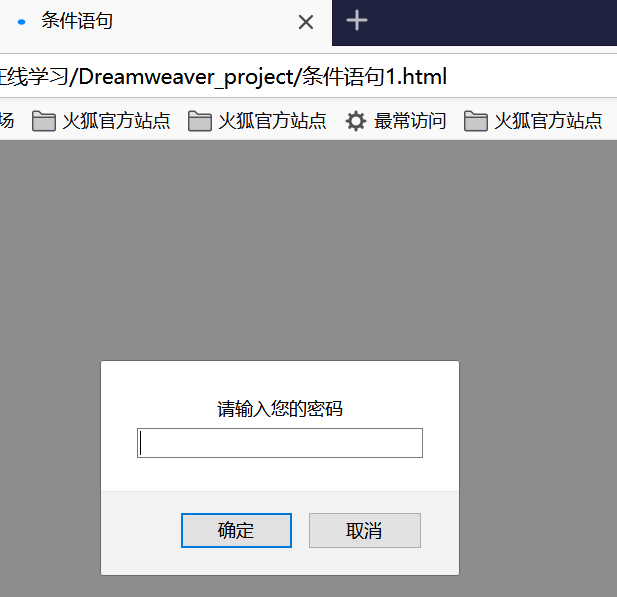 条件语句
在线学习/Dreamweaver_project/条件语句1.html
场 火狐官方站点 火狐官方站点 最常访问 火狐官方站点
请输入您的密码
确定 取消